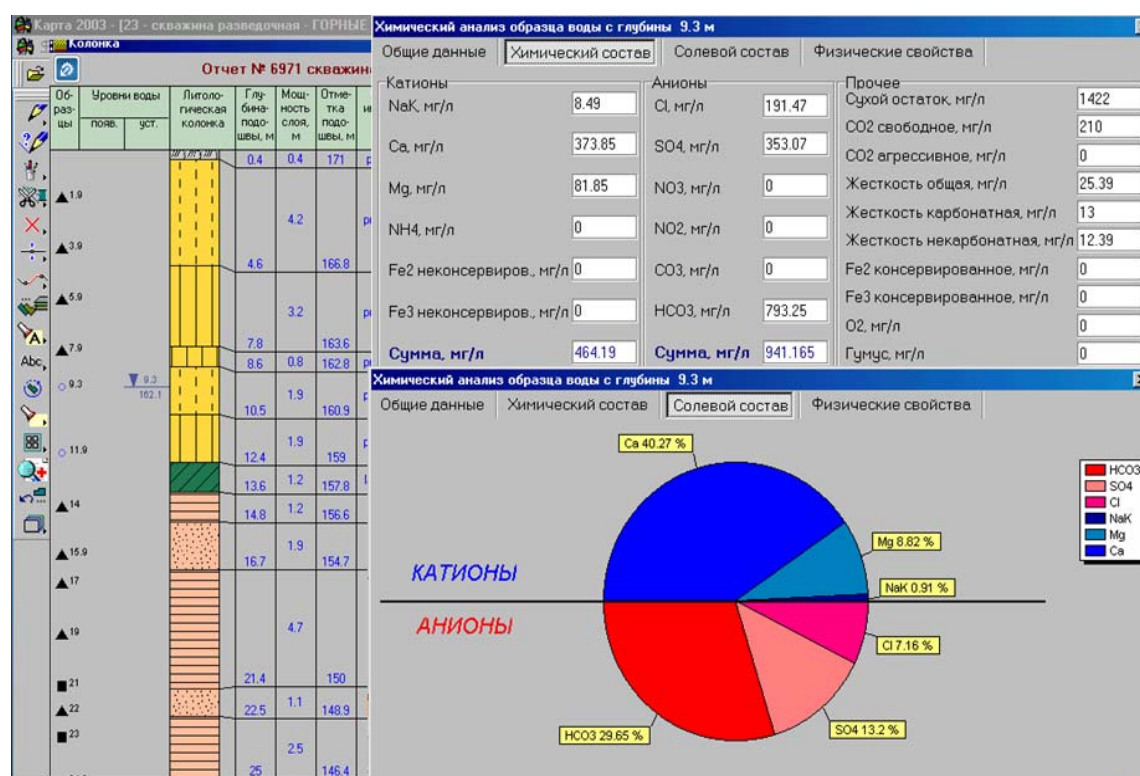 Карта 2003 - [23 - скважина разведочная - ГОРНЫЕ
Колонка
Отчет № 6971 скважин
Об-
раз-
цы
Уровни воды
появ.
уст.
Литоло-
гическая
колонка
Глу-
бина-
подо-
швы, м
Мощ-
ность
слоя,
м
Отме-
тка
подо-
швы, м
0.4 0.4 171
1.9
4.2
3.9
4.6 166.8
5.9
3.2
7.8 163.6
7.9
8.6 0.8 162.8
9.3
9.3
162.1
1.9
10.5 160.9
1.9
11.9
12.4 159
13.6 1.2 157.8
14
14.8 1.2 156.6
1.9
15.9
16.7 154.7
17
19
4.7
21.4 150
21
22.5 1.1 148.9
22
23
2.5
25 146.4
Abc
Химический анализ образца воды с глубины 9.3 м
Общие данные Химический состав Солевой состав Физические свойства
Катионы
NaK, мг/л 8.49
Ca, мг/л 373.85
Mg, мг/л 81.85
NH4, мг/л 0
Fe2 неконсервиров., мг/л 0
Fe3 неконсервиров., мг/л 0
Сумма, мг/л 464.19
Анионы
Cl, мг/л 191.47
SO4, мг/л 353.07
NO3, мг/л 0
NO2, мг/л 0
CO3, мг/л 0
HCO3, мг/л 793.25
Сумма, мг/л 941.165
Прочее
Сухой остаток, мг/л 1422
CO2 свободное, мг/л 210
CO2 агрессивное, мг/л 0
Жесткость общая, мг/л 25.39
Жесткость карбонатная, мг/л 13
Жесткость некарбонатная, мг/л 12.39
Fe2 консервированное, мг/л 0
Fe3 консервированное, мг/л 0
O2, мг/л 0
Гумус, мг/л 0
Химический анализ образца воды с глубины 9.3 м
Общие данные Химический состав Солевой состав Физические свойства
Ca 40.27 %
Mg 8.82 %
NaK 0.91 %
КАТИОНЫ
АНИОНЫ
Cl 7.16 %
SO4 13.2 %
HCO3 29.65 %
HCO3
SO4
Cl
NaK
Mg
Ca